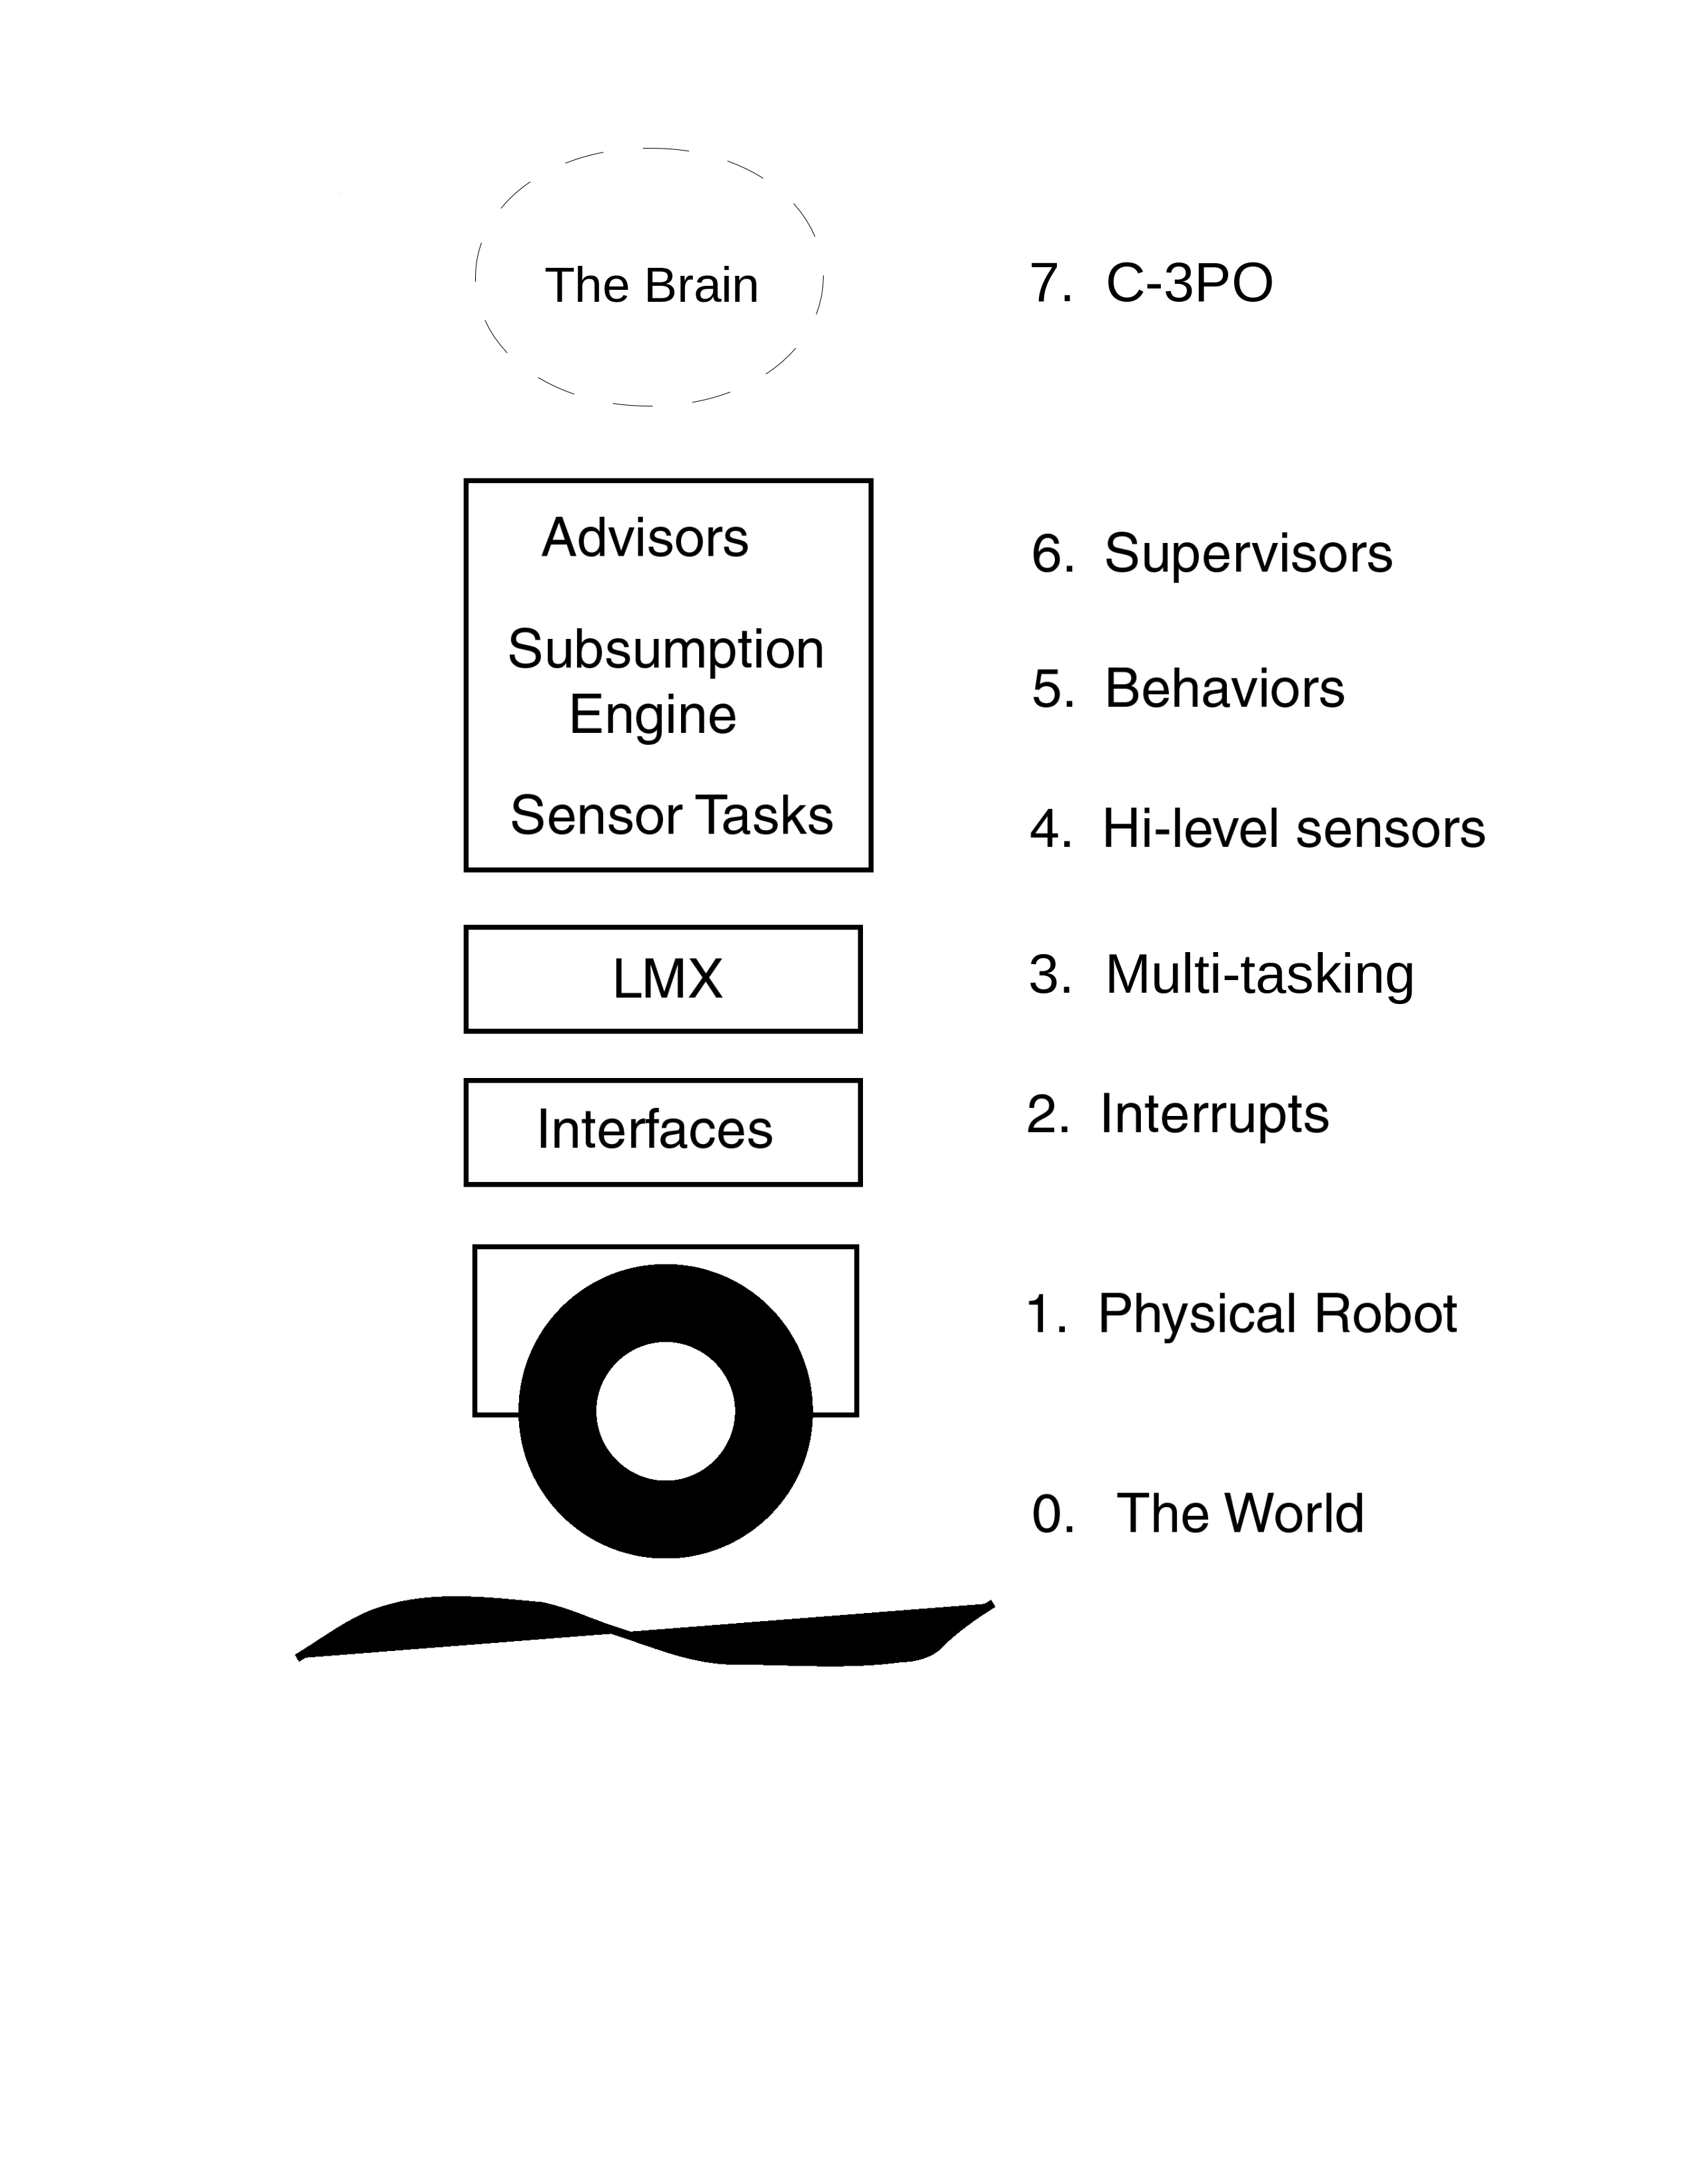 The Brain
7. C-3PO
Advisors
6. Supervisors
Subsumption
Engine
5. Behaviors
Sensor Tasks
4. Hi-level sensors
LMX
3. Multi-tasking
Interfaces
2. Interrupts
1. Physical Robot
0. The World